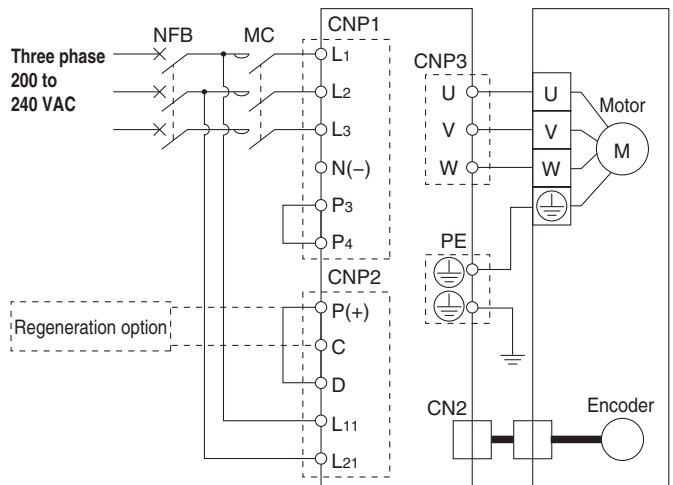 NFB
MC
CNP1
Three phase
200 to
240 VAC
L1
L2
L3
N(−)
P3
P4
CNP2
Regeneration option
P(+)
C
D
L11
L21
CNP3
U
V
W
PE
CN2
U
V
W
Motor
M
Encoder